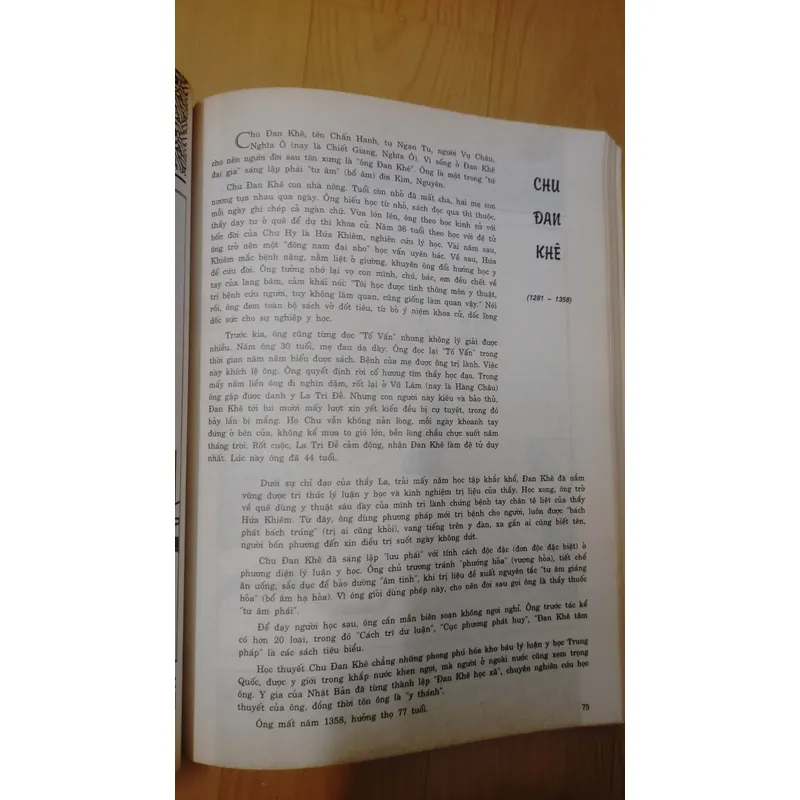 Chu Đan Khê, tên Chấn Hanh, tụ Ngạn Tu, người Vụ Châu,
Nghĩa Ô (nay là Chiết Giang, Nghĩa Ô). Vì sống ở Đan Khê
cho nên người đời sau tôn xưng là "ông Đan Khê". Ông là một trong "tứ
đại gia" sáng lập phái "tư âm" (bổ âm) đời Kim, Nguyên.
Chu Đan Khê con nhà nông. Tuổi còn nhỏ đã mất cha, hai mẹ con
nương tựa nhau qua ngày. Ông hiếu học từ nhỏ, sách đọc qua thì thuộc,
mỗi ngày ghi chép cả ngàn chữ. Vừa lớn lên, ông theo học kinh sử với
thầy dạy tư ở quê để dự thi khoa cử. Năm 36 tuổi theo học với đệ tử
bốn đời của Chu Hy là Hứa Khiêm, nghiên cứu lý học. Vài năm sau,
ông trở nên một "đông nam đại nho" học vấn uyên bác. Về sau, Hứa
Khiêm mắc bệnh nặng, nằm liệt ở giường, khuyên ông đổi hướng học y
để cứu đời. Ông tưởng nhớ lại vợ con mình, chú, bác, em đều chết về
tay của lang băm, cảm khái nói: "Tôi học được tinh thông môn y thuật,
trị bệnh cứu người, tuy không làm quan, cũng giống làm quan vậy." Nói
rồi, ông đem toàn bộ sách vở đốt tiêu, từ bỏ ý niệm khoa cử, dốc lòng
dốc sức cho sự nghiệp y học.
Trước kia, ông cũng từng đọc "Tố Vấn" nhưng không lý giải được
nhiều. Năm ông 30 tuổi, mẹ đau dạ dày. Ông đọc lại "Tố Vấn" trong
thời gian năm năm hiểu được sách. Bệnh của mẹ được ông trị lành. Việc
này khích lệ ông. Ông quyết định rời cố hương tìm thầy học đạo. Trong
mấy năm liền ông đi nghìn dặm, rốt lại ở Vũ Lâm (nay là Hàng Châu)
ông gặp được danh y La Tri Đễ. Nhưng con người này kiêu và bảo thủ,
Đan Khê tới lui mười mấy lượt xin yết kiến đều bị cự tuyệt, trong đó
bảy lần bị mắng. Họ Chu vẫn không nản lòng, mỗi ngày khoanh tay
đứng ở bên cửa, không kể mưa to gió lớn, bền lòng chầu chực suốt năm
tháng trời. Rốt cuộc, La Tri Đễ cảm động, nhận Đan Khê làm đệ tử duy
nhất. Lúc này ông đã 44 tuổi.
Dưới sự chỉ đạo của thầy La, trải mấy năm học tập khắc khổ, Đan Khê đã nắm
vững được tri thức lý luận y học và kinh nghiệm trị liệu của thầy. Học xong, ông trở
về quê dùng y thuật sâu dày của mình trị lành chứng bệnh tay chân tê liệt của thầy
Hứa Khiêm. Từ đây, ông dùng phương pháp mới trị bệnh cho người, luôn được "bách
phát bách trúng" (trị ai cũng khỏi), vang tiếng trên y đàn, xa gần ai cũng biết tên,
người bốn phương đến xin điều trị suốt ngày không dứt.
Chu Đan Khê đã sáng lập "lưu phái" với tính cách độc đặc (đơn độc đặc biệt) ở
phương diện lý luận y học. Ông chủ trương tránh "phướng hỏa" (vượng hỏa), tiết chế
ăn uống, sắc dục để bảo dưỡng "âm tinh", khi trị liệu đề xuất nguyên tắc "tư âm giáng
hỏa" (bổ âm hạ hỏa). Vì ông giỏi dùng phép này, cho nên đời sau gọi ông là thầy thuốc
"tư âm phái".
Để dạy người học sau, ông cần mẫn biên soạn không ngơi nghỉ. Ông trước tác kể
có hơn 20 loại, trong đó "Cách trí dư luận", "Cục phương phát huy", "Đan Khê tâm
pháp" là các sách tiêu biểu.
Học thuyết Chu Đan Khê chẳng những phong phú hóa kho báu lý luận y học Trung
Quốc, được y giới trong khắp nước khen ngợi, mà người ở ngoài nước cũng xem trọng
ông. Y gia của Nhật Bản đã từng thành lập "Đan Khê học xã", chuyên nghiên cứu học
thuyết của ông, đồng thời tôn ông là "y thánh".
Ông mất năm 1358, hưởng thọ 77 tuổi.
CHU
ĐAN
KHÊ
(1281 – 1358)
75